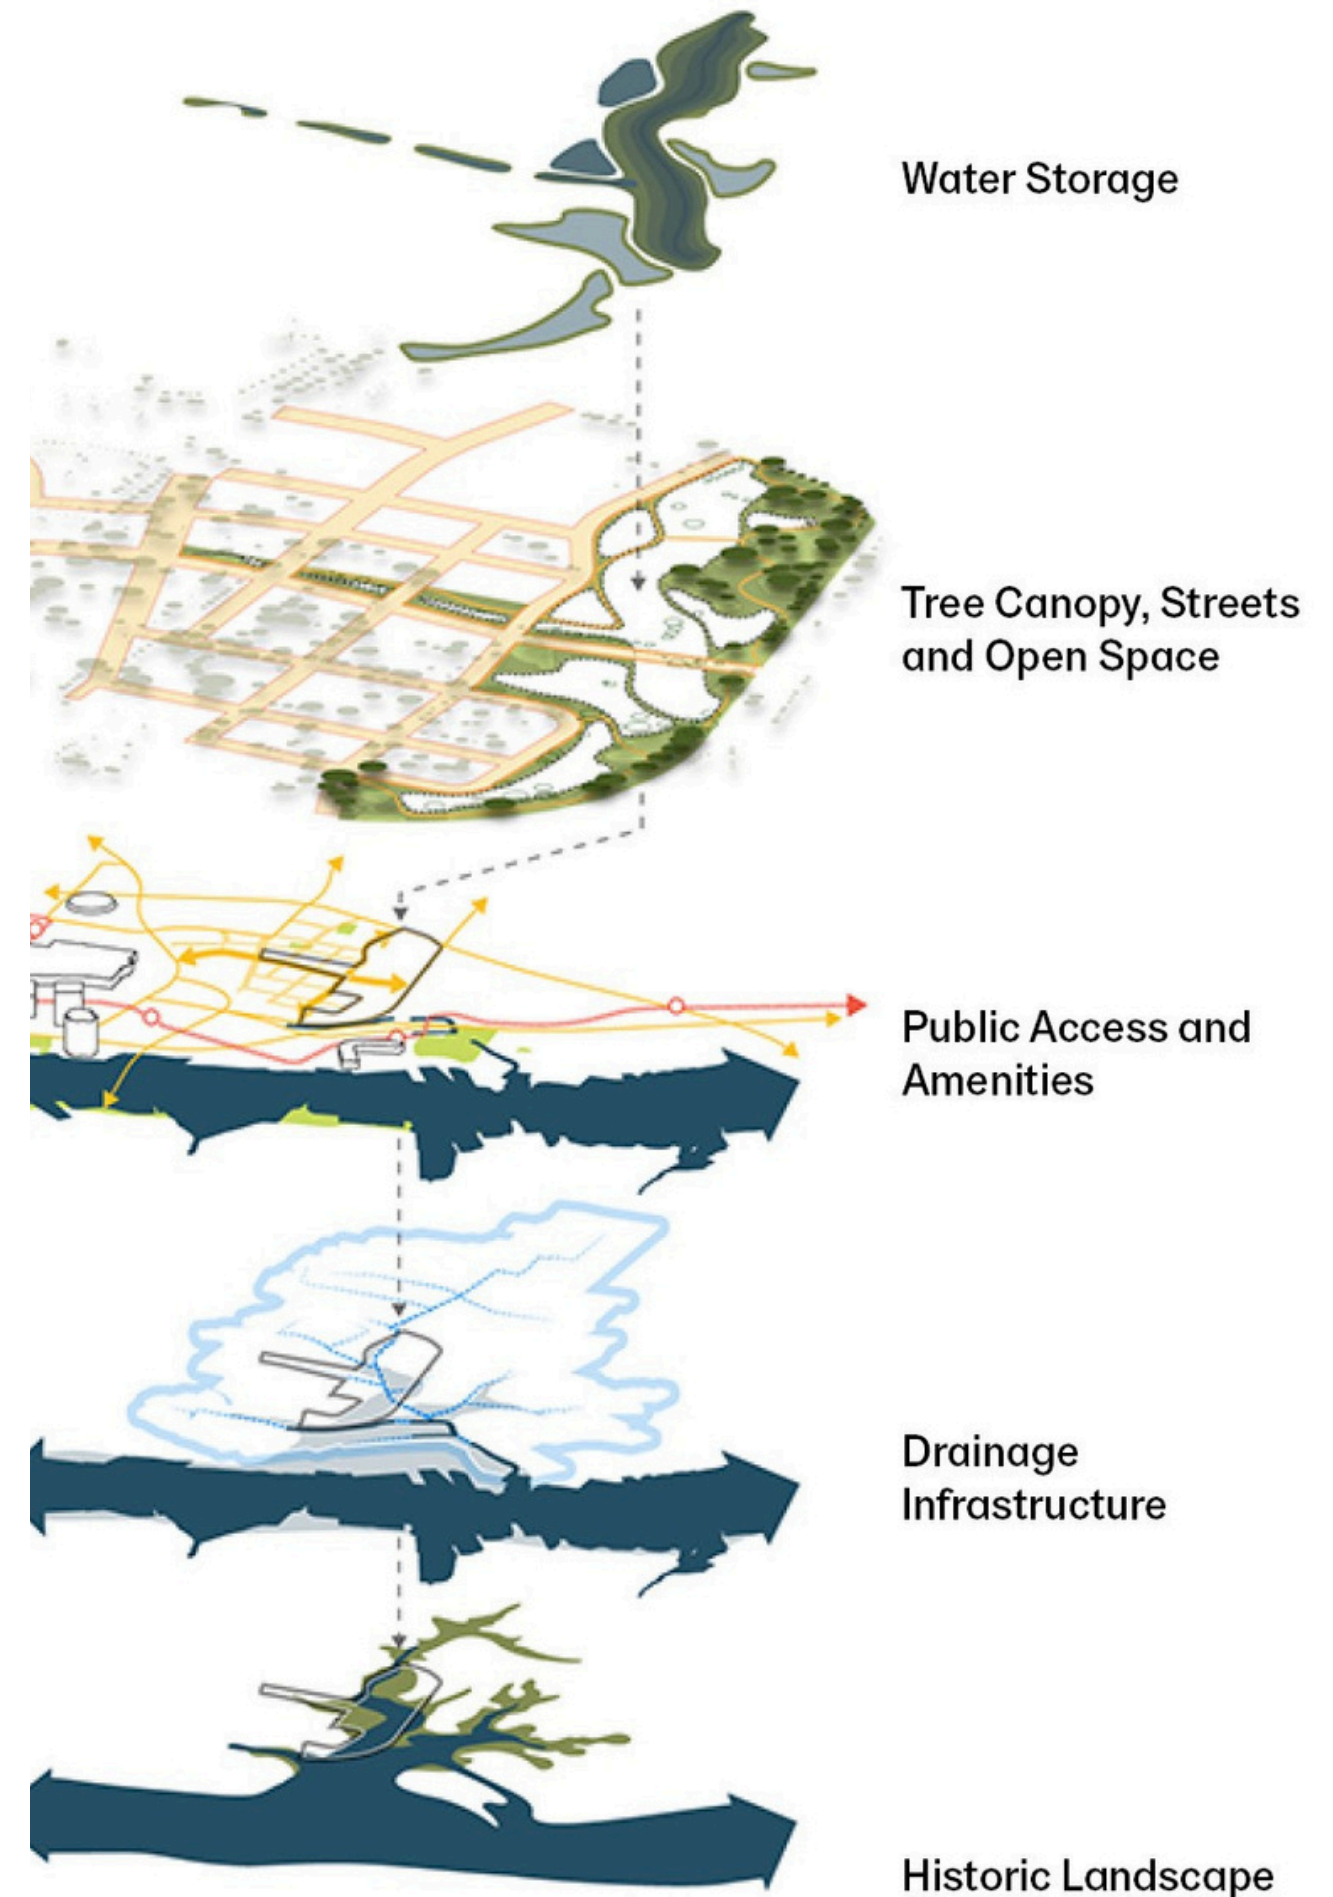 Water Storage
Tree Canopy, Streets
and Open Space
Public Access and
Amenities
Drainage
Infrastructure
Historic Landscape